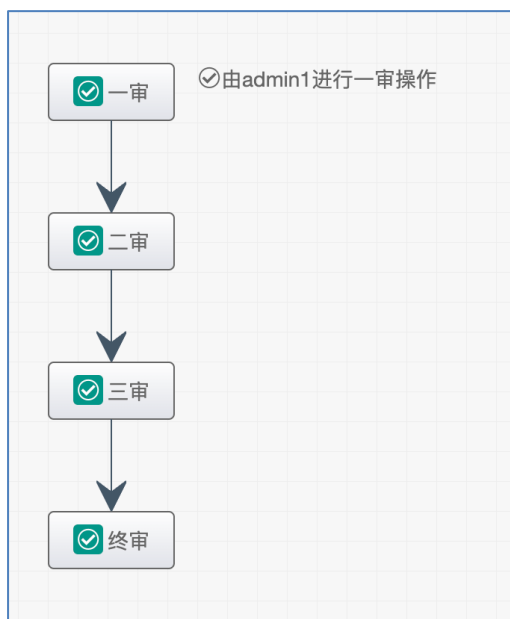 一审
由admin1进行一审操作
二审
三审
终审